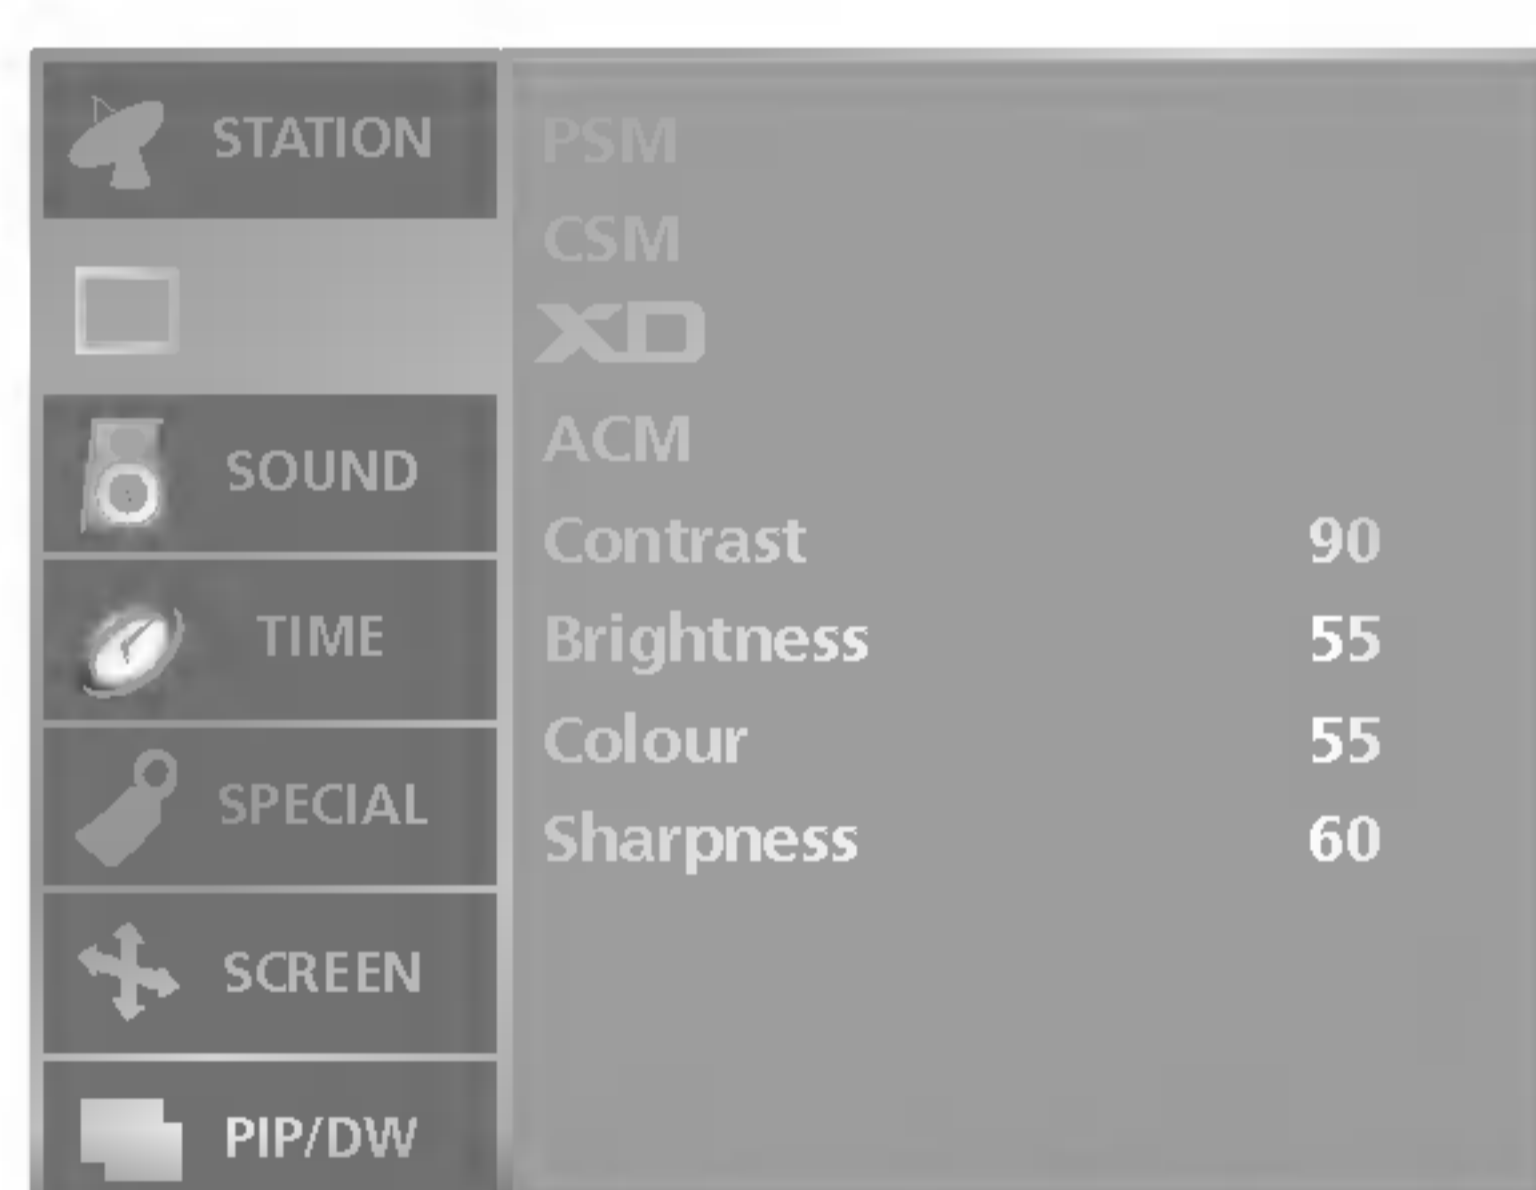 STATION
SOUND
TIME
SPECIAL
SCREEN
PIP/DW
PSM
CSM
XD
ACM
Contrast 90
Brightness 55
Colour 55
Sharpness 60